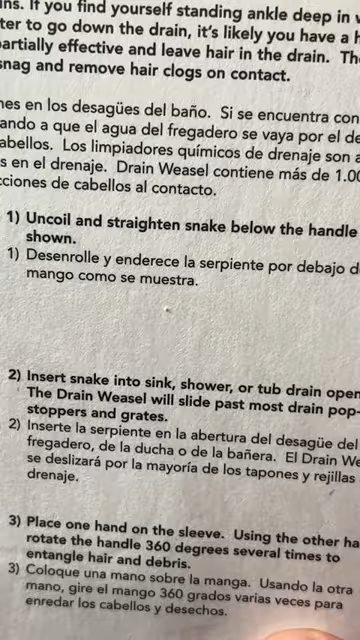 ins. If you find yourself standing ankle deep in
ter to go down the drain, it's likely you have a
partially effective and leave hair in the drain.
snag and remove hair clogs on contact.
nes en los desagües del baño. Si se encuentra con
ando a que el agua del fregadero se vaya por el
abellos. Los limpiadores químicos de drenaje son
s en el drenaje. Drain Weasel contiene más de
cciones de cabellos al contacto.
1) Uncoil and straighten snake below the handle
shown.
1) Desenrolle y enderece la serpiente por debajo
mango como se muestra.
2) Insert snake into sink, shower, or tub drain
The Drain Weasel will slide past most drain pop-
stoppers and grates.
2) Inserte la serpiente en la abertura del desagüe del
fregadero, de la ducha o de la bañera. El Drain
se deslizará por la mayoría de los tapones y rejillas
drenaje.
3) Place one hand on the sleeve. Using the other
rotate the handle 360 degrees several times to
entangle hair and debris.
3) Coloque una mano sobre la manga. Usando la otra
mano, gire el mango 360 grados varias veces para
enredar los cabellos y desechos.